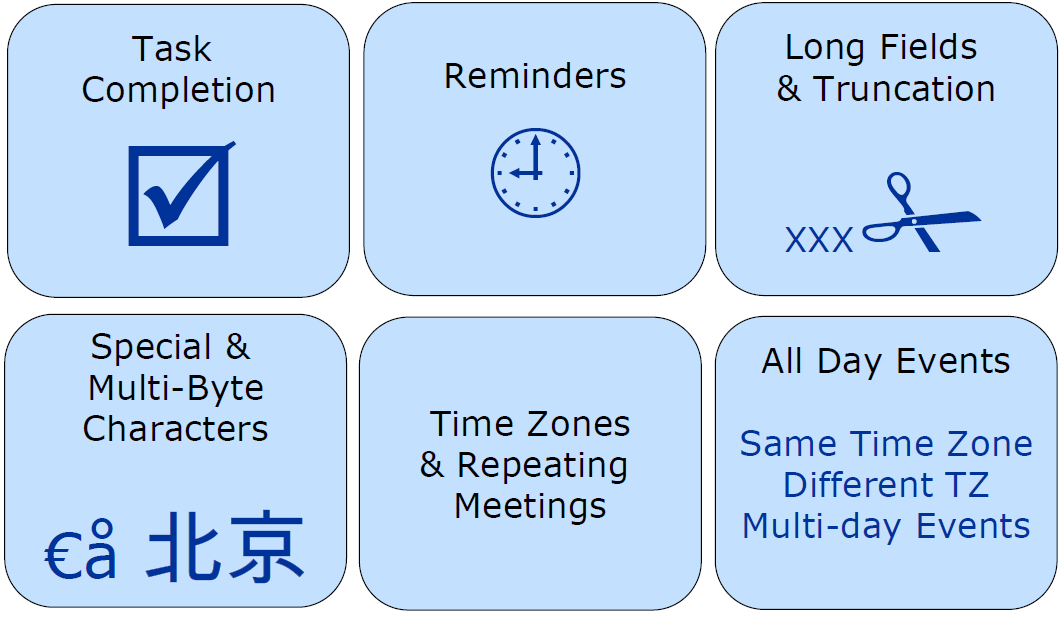 Task
Completion
Reminders
Long Fields
& Truncation
XXX
Special &
Multi-Byte
Characters
€å 北京
Time Zones
& Repeating
Meetings
All Day Events
Same Time Zone
Different TZ
Multi-day Events